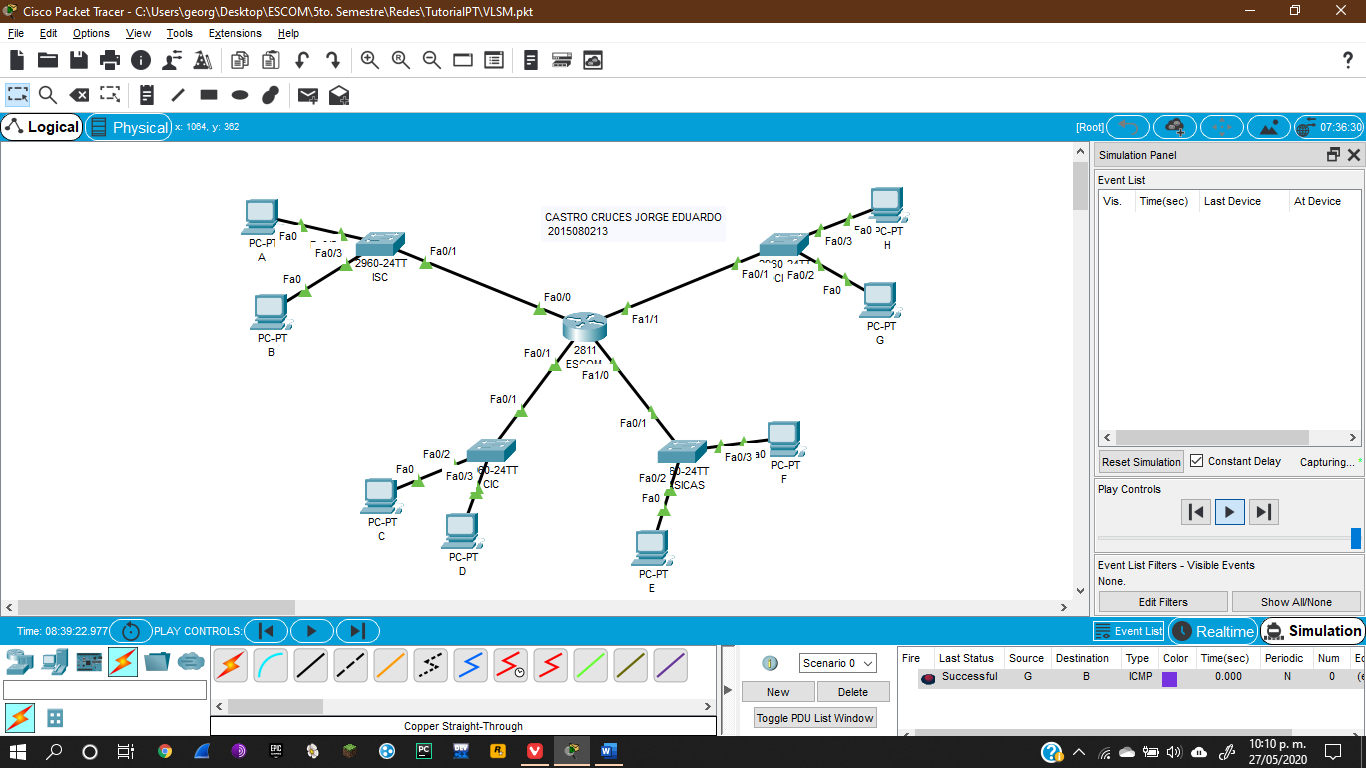 Cisco Packet Tracer - C:\Users\georg\Desktop\ESCOM\5to. Semestre\Redes\TutorialPT\VLSM.pkt
File Edit Options View Tools Extensions Help
Logical Physical x: 1064, y: 362 [Root] 07:36:30
Simulation Panel
Event List
Vis. Time(sec) Last Device At Device
CASTRO CRUCES JORGE EDUARDO
2015080213
Fa0
A
Fa0/3
2960-24TT
ISC
Fa0/1
Fa0
PC-PT
B
Fa0/3
Fa0
H
Fa0/1
Fa0/2
Fa0
PC-PT
G
Fa0/0
Fa1/1
2811
Fa0/1
Fa1/0
Fa0/1
Fa0/1
Fa0/2
Fa0/3
CIC
Fa0
PC-PT
C
PC-PT
D
Fa0/3
Fa0/2
Fa0
PC-PT
F
PC-PT
E
Reset Simulation Constant Delay Capturing...
Play Controls
Event List Filters - Visible Events
None.
Edit Filters Show All/None
Time: 08:39:22.977 PLAY CONTROLS: Event List Realtime Simulation
Scenario 0
New Delete
Toggle PDU List Window
Copper Straight-Through
Fire Last Status Source Destination Type Color Time(sec) Periodic Num
Successful G B ICMP 0.000 N 0
10:10 p. m.
27/05/2020